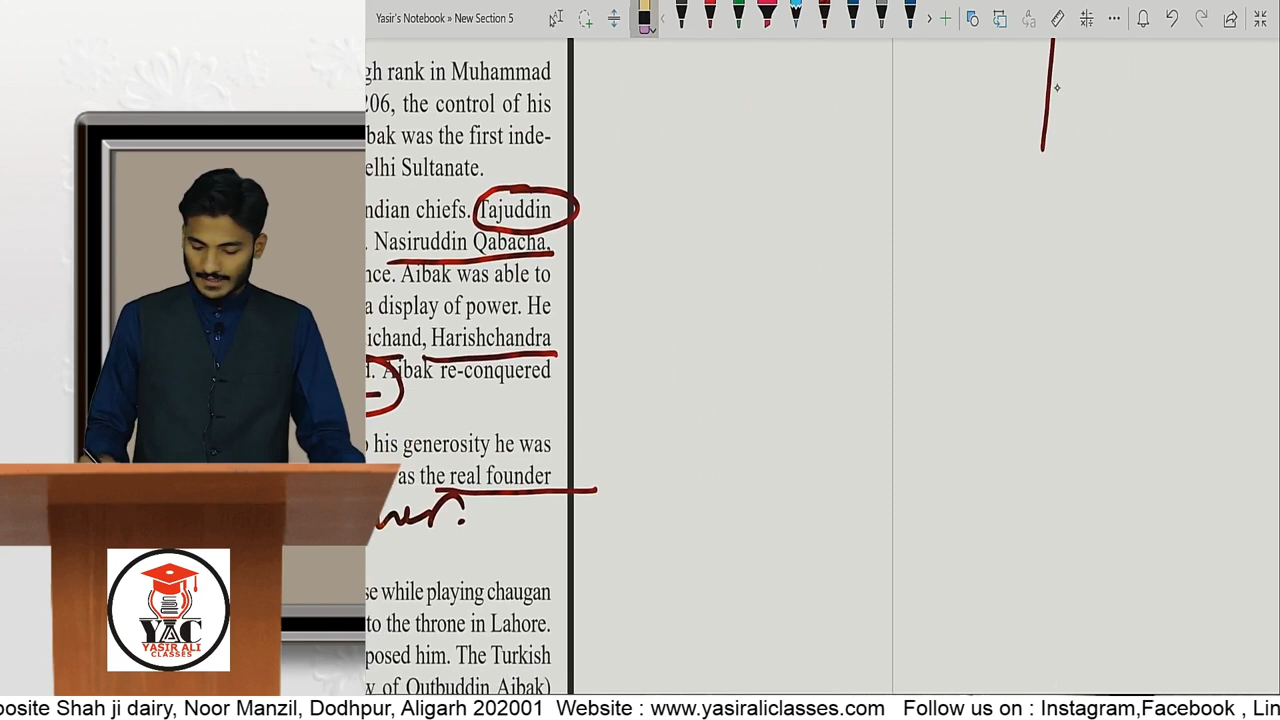 Yasir's Notebook » New Section 5
gh rank in Muhammad
206, the control of his
bak was the first inde-
elhi Sultanate.
ndian chiefs. Tajuddin
. Nasiruddin Qabacha,
nce. Aibak was able to
a display of power. He
ichand, Harishchandra
d. Aibak re-conquered
o his generosity he was
as the real founder
se while playing chaugan
to the throne in Lahore.
posed him. The Turkish
w of Qutbuddin Aibak)
YAC
YASIR ALI
CLASSES
posite Shah ji dairy, Noor Manzil, Dodhpur, Aligarh 202001 Website : www.yasiraliclasses.com Follow us on : Instagram,Facebook , Lin